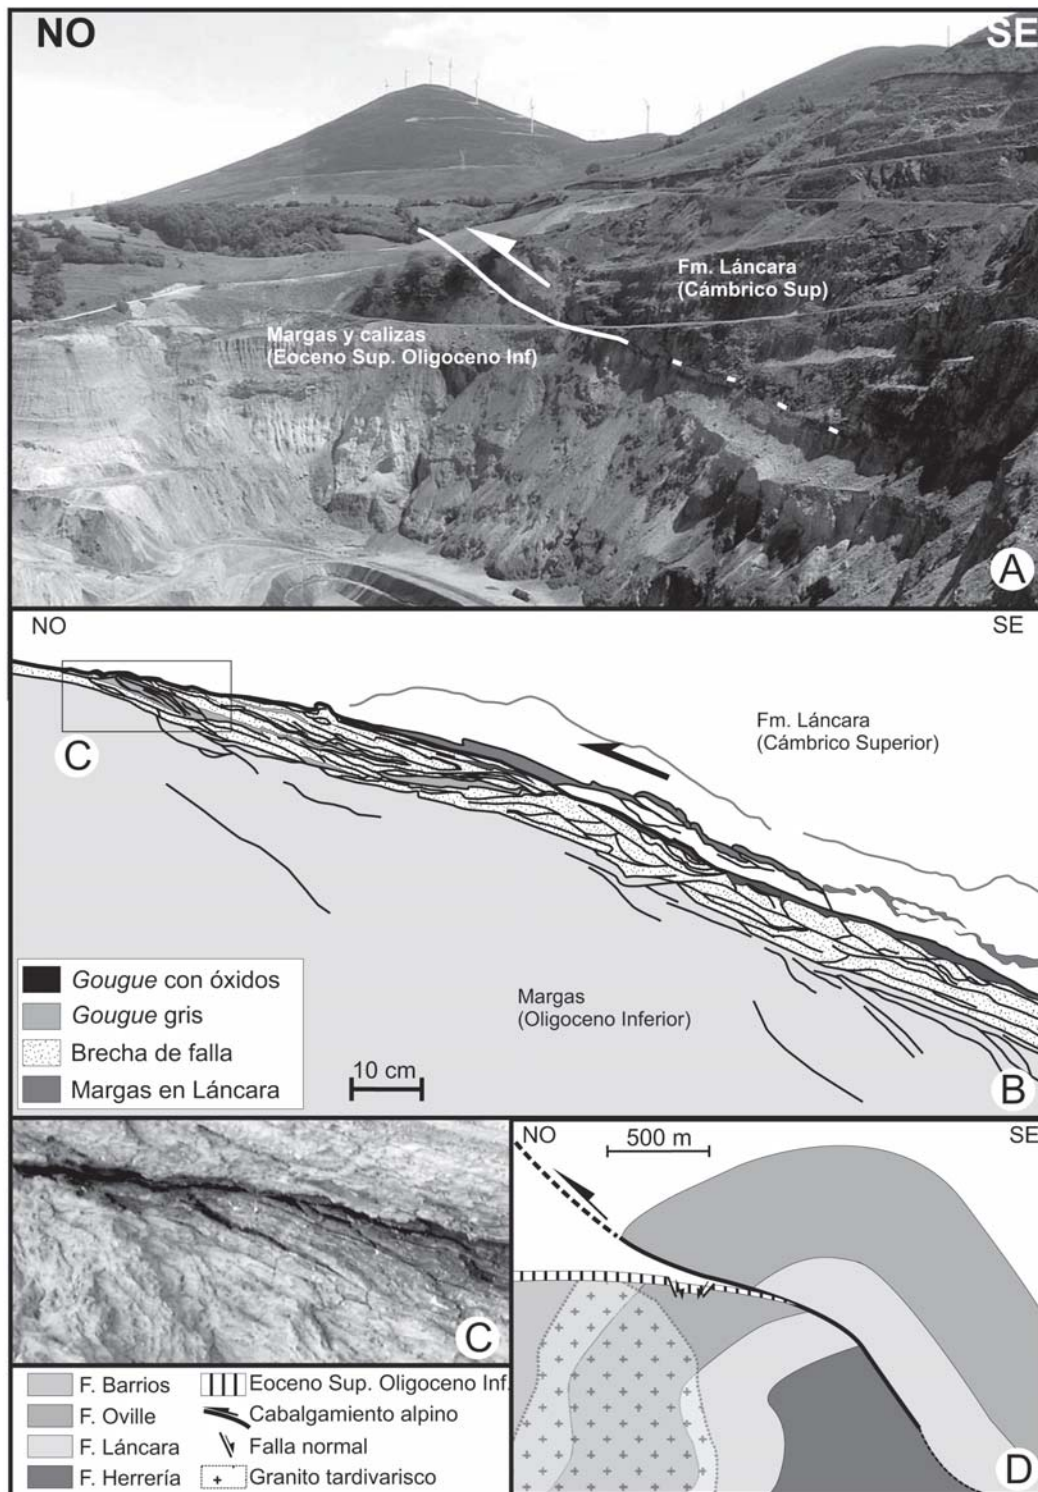 NO
SE
Fm. Láncara
(Cámbrico Sup)
Margas y calizas
(Eoceno Sup. Oligoceno Inf)
A
NO
SE
Fm. Láncara
(Cámbrico Superior)
C
Margas
(Oligoceno Inferior)
Gougue con óxidos
Gougue gris
Brecha de falla
Margas en Láncara
10 cm
B
C
NO
500 m
SE
D
F. Barrios
F. Oville
F. Láncara
F. Herrería
Eoceno Sup. Oligoceno Inf.
Cabalgamiento alpino
Falla normal
Granito tardivarisco